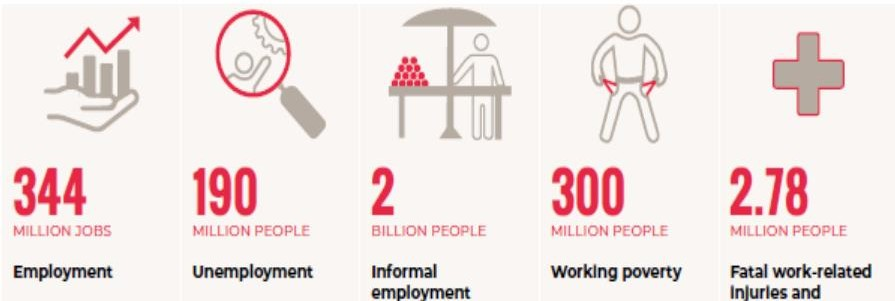 344
MILLION JOBS
Employment
190
MILLION PEOPLE
Unemployment
2
BILLION PEOPLE
Informal
employment
300
MILLION PEOPLE
Working poverty
2.78
MILLION PEOPLE
Fatal work-related
injuries and